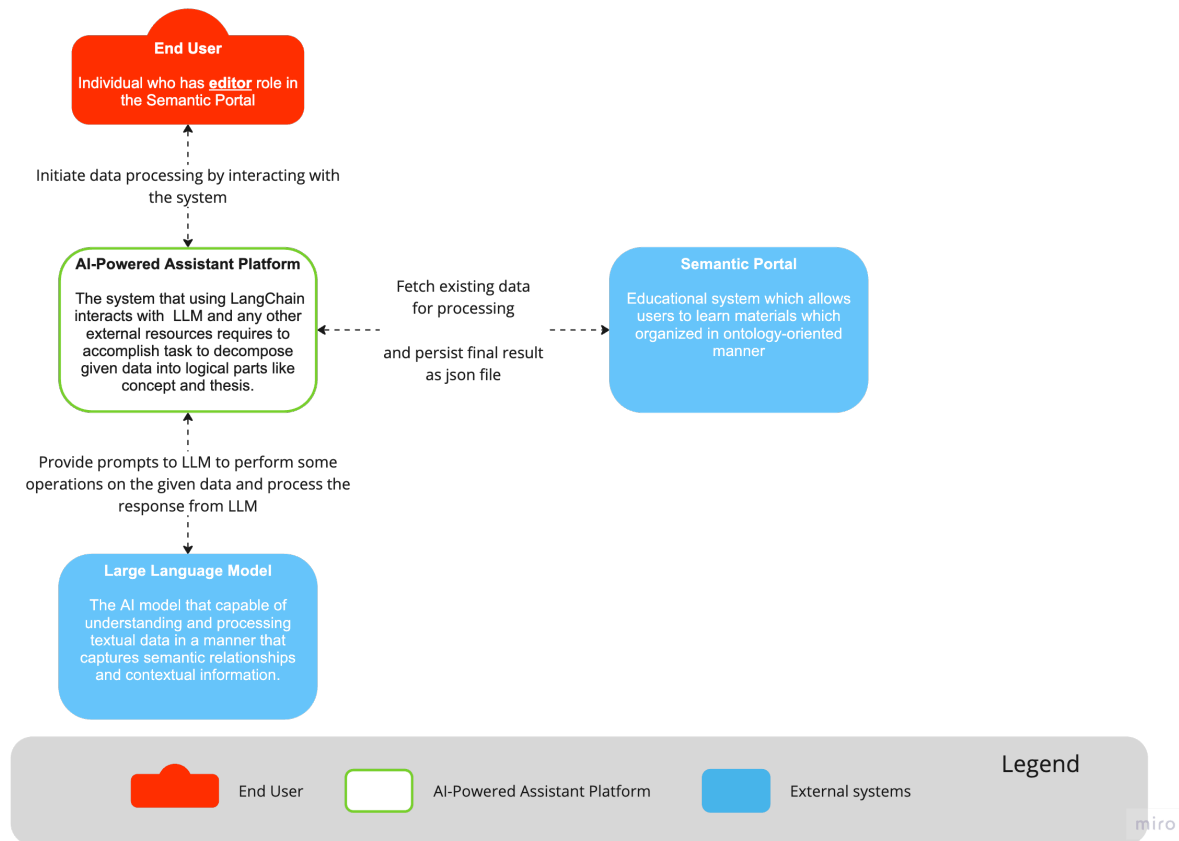 End User
Individual who has editor role in
the Semantic Portal
Initiate data processing by interacting with
the system
AI-Powered Assistant Platform
The system that using LangChain
interacts with LLM and any other
external resources requires to
accomplish task to decompose
given data into logical parts like
concept and thesis.
Fetch existing data
for processing
and persist final result
as json file
Semantic Portal
Educational system which allows
users to learn materials which
organized in ontology-oriented
manner
Provide prompts to LLM to perform some
operations on the given data and process the
response from LLM
Large Language Model
The AI model that capable of
understanding and processing
textual data in a manner that
captures semantic relationships
and contextual information.
Legend
End User
AI-Powered Assistant Platform
External systems
miro